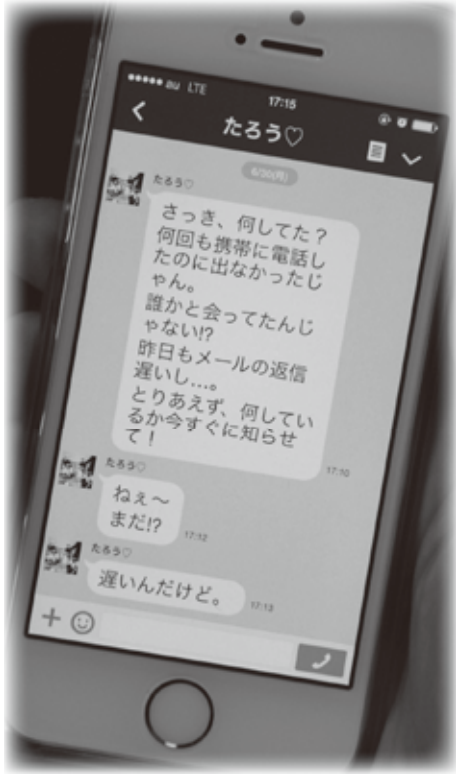 au LTE
17:15
たろう♡
6/30(月)
たろう♡
さっき、何してた？
何回も携帯に電話し
たのに出なかったじ
ゃん。
誰かと会ってたんじ
ゃない!?
昨日もメールの返信
遅いし…。
とりあえず、何してい
るか今すぐに知らせ
て！
17:10
たろう♡
ねぇ〜
まだ!?
17:12
たろう♡
遅いんだけど。
17:13